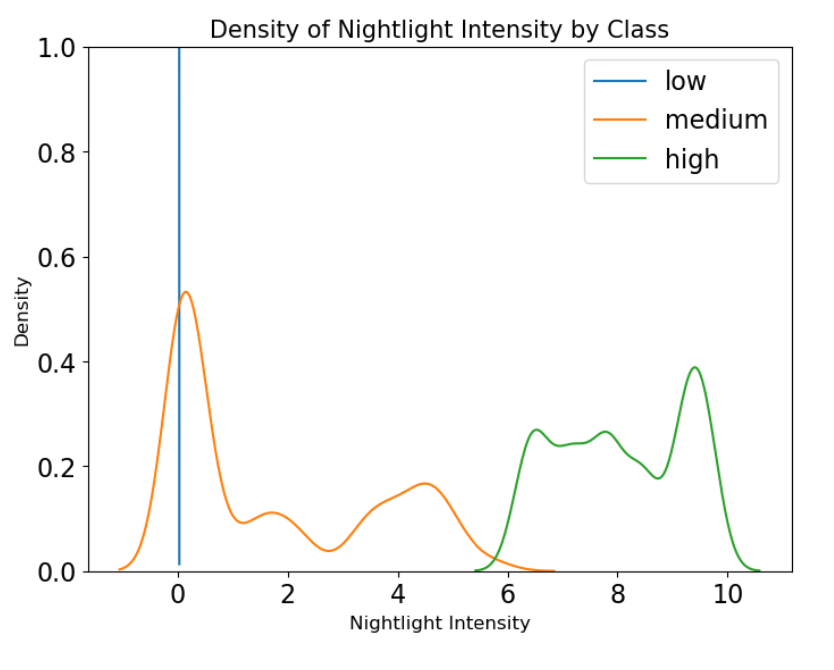 Density of Nightlight Intensity by Class
1.0
0.8
0.6
0.4
0.2
0.0
Density
low
medium
high
0 2 4 6 8 10
Nightlight Intensity